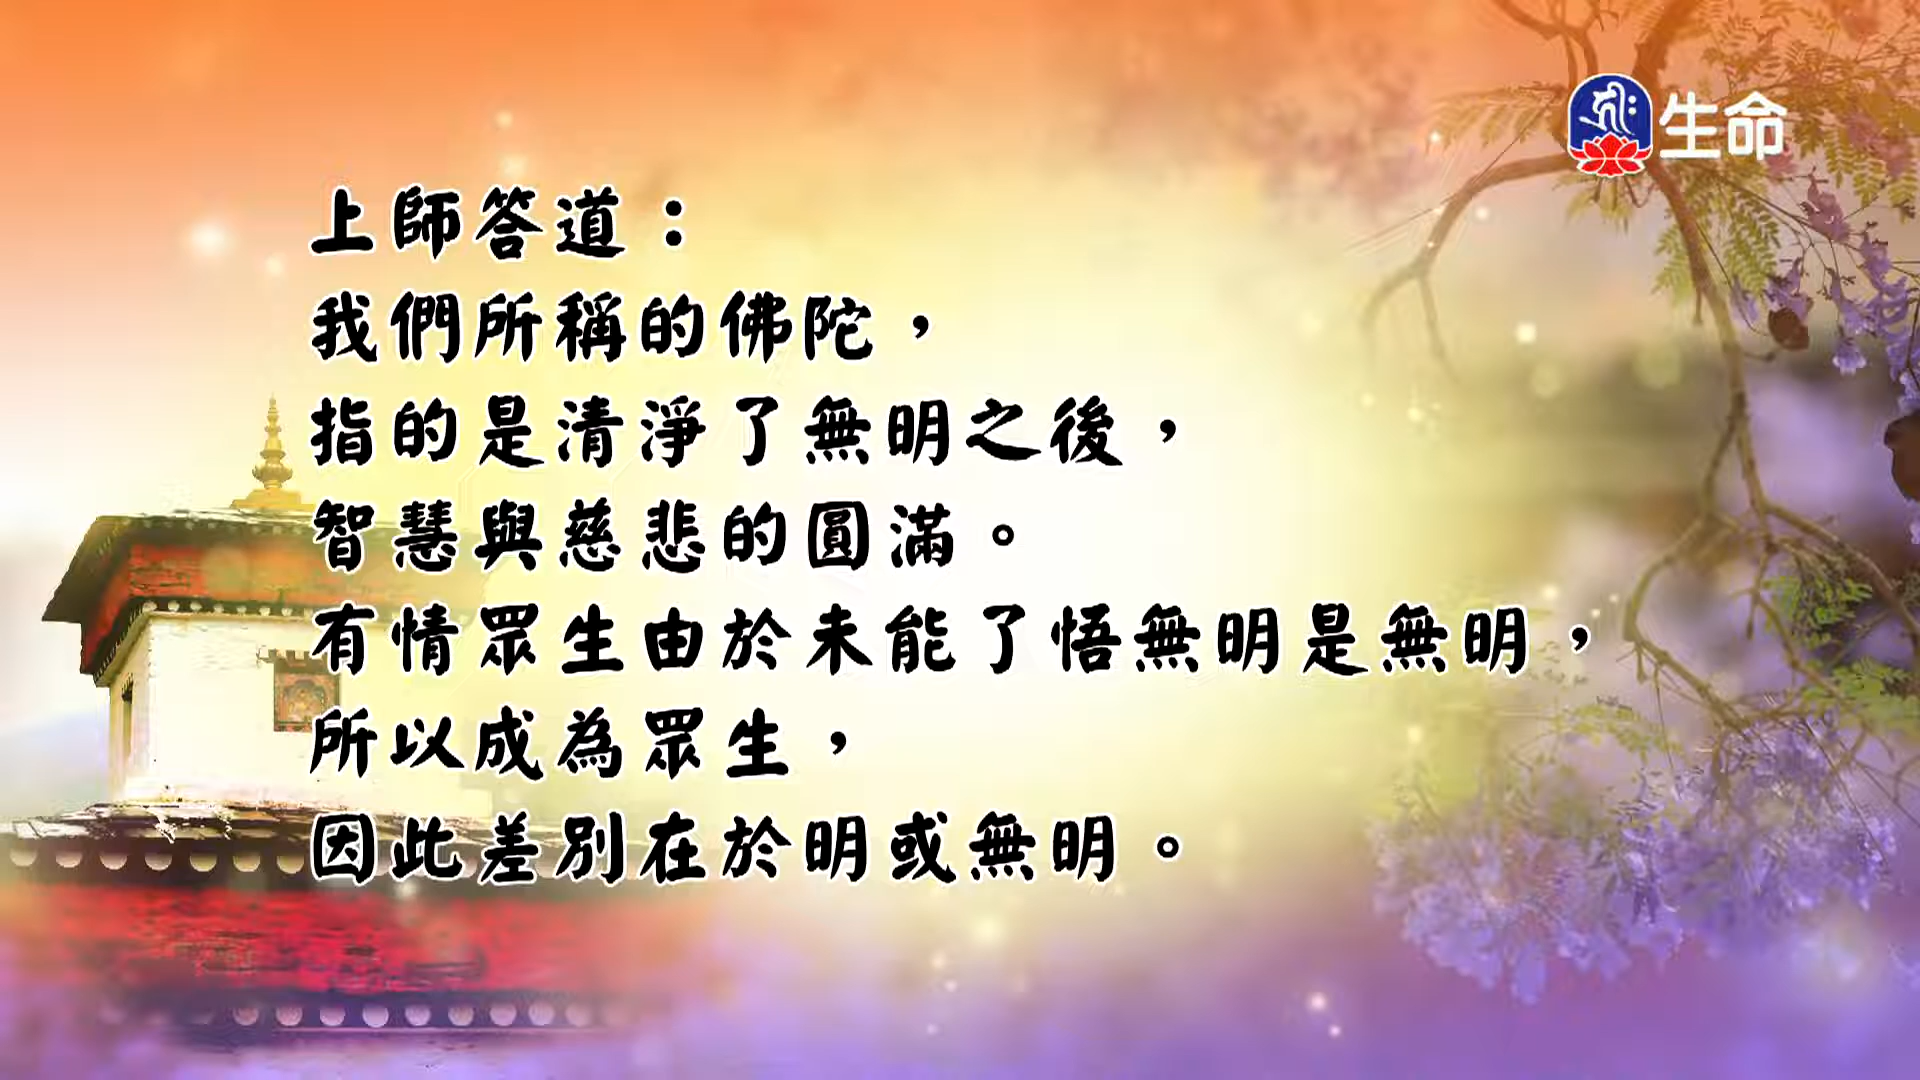 生命
上師答道：
我們所稱的佛陀，
指的是清淨了無明之後，
智慧與慈悲的圓滿。
有情眾生由於未能了悟無明是無明，
所以成為眾生，
因此差別在於明或無明。